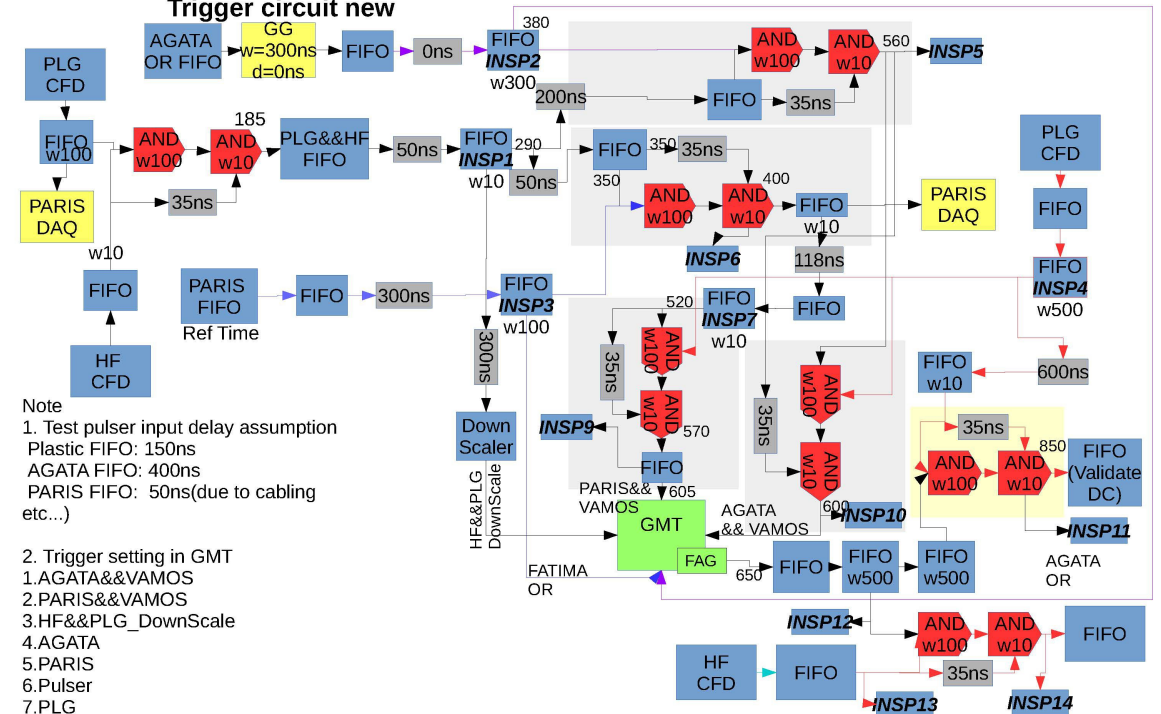 Trigger circuit new
AGATA
OR FIFO
GG
w=300ns
d=0ns
FIFO
0ns
380
FIFO
INSP2
w300
AND
w100
AND
w10
560
INSP5
PLG
CFD
FIFO
w100
PARIS
DAQ
AND
w100
AND
w10
185
35ns
PLG&&HF
FIFO
50ns
FIFO
INSP1
w10
290
200ns
50ns
FIFO
35ns
FIFO
350
35ns
350
AND
w100
AND
w10
400
FIFO
w10
INSP6
118ns
FIFO
PARIS
DAQ
PLG
CFD
FIFO
FIFO
INSP4
w500
600ns
FIFO
w10
w10
FIFO
HF
CFD
PARIS
FIFO
Ref Time
FIFO
300ns
FIFO
INSP3
w100
300ns
Down
Scaler
HF&&PLG
DownScale
520
FIFO
INSP7
w10
35ns
AND
w100
AND
w10
570
INSP9
FIFO
PARIS&&
VAMOS
605
35ns
AND
w100
AND
w10
600
INSP10
AGATA
&& VAMOS
GMT
FAG
650
FATIMA
OR
35ns
AND
w100
AND
w10
850
FIFO
(Validate
DC)
INSP11
AGATA
OR
FIFO
FIFO
w500
FIFO
w500
INSP12
AND
w100
AND
w10
FIFO
HF
CFD
FIFO
35ns
INSP13
INSP14
Note
1. Test pulser input delay assumption
Plastic FIFO: 150ns
AGATA FIFO: 400ns
PARIS FIFO:  50ns(due to cabling
etc...)
2. Trigger setting in GMT
1.AGATA&&VAMOS
2.PARIS&&VAMOS
3.HF&&PLG_DownScale
4.AGATA
5.PARIS
6.Pulser
7.PLG